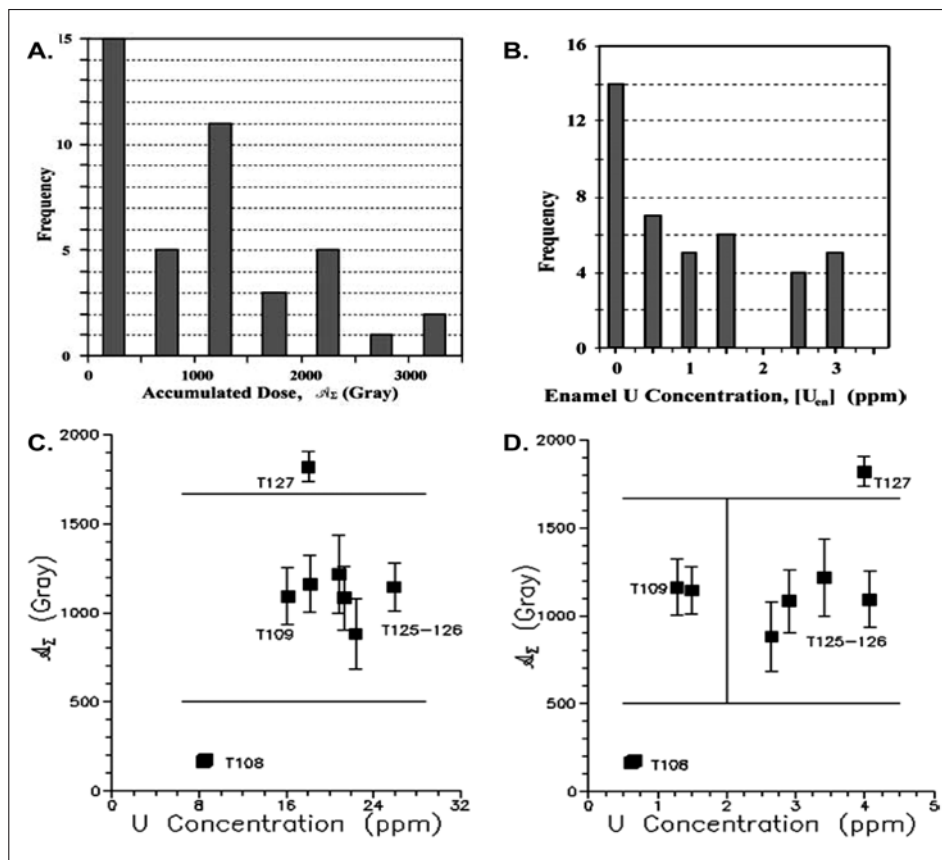 A.
15
10
5
0
Frequency
0 1000 2000 3000
Accumulated Dose, 𝒜Σ (Gray)
B.
16
14
12
10
8
6
4
0
Frequency
0 1 2 3
Enamel U Concentration, [Uen] (ppm)
C.
2000
1500
1000
500
0
𝒜Σ (Gray)
T127
T109
T125-126
T108
0 8 16 24 32
U Concentration (ppm)
D.
2000
1500
1000
500
0
𝒜Σ (Gray)
T127
T109
T125-126
T108
0 1 2 3 4 5
U Concentration (ppm)